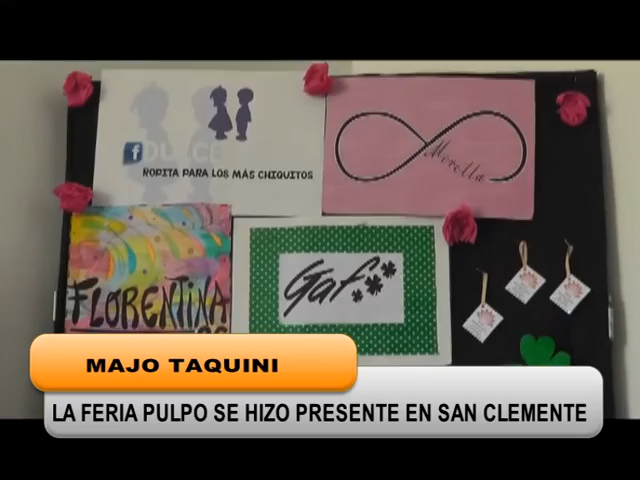 f DULCE
ROPITA PARA LOS MÁS CHIQUITOS
Morella
FLORENTINA
Gaf
MAJO TAQUINI
LA FERIA PULPO SE HIZO PRESENTE EN SAN CLEMENTE